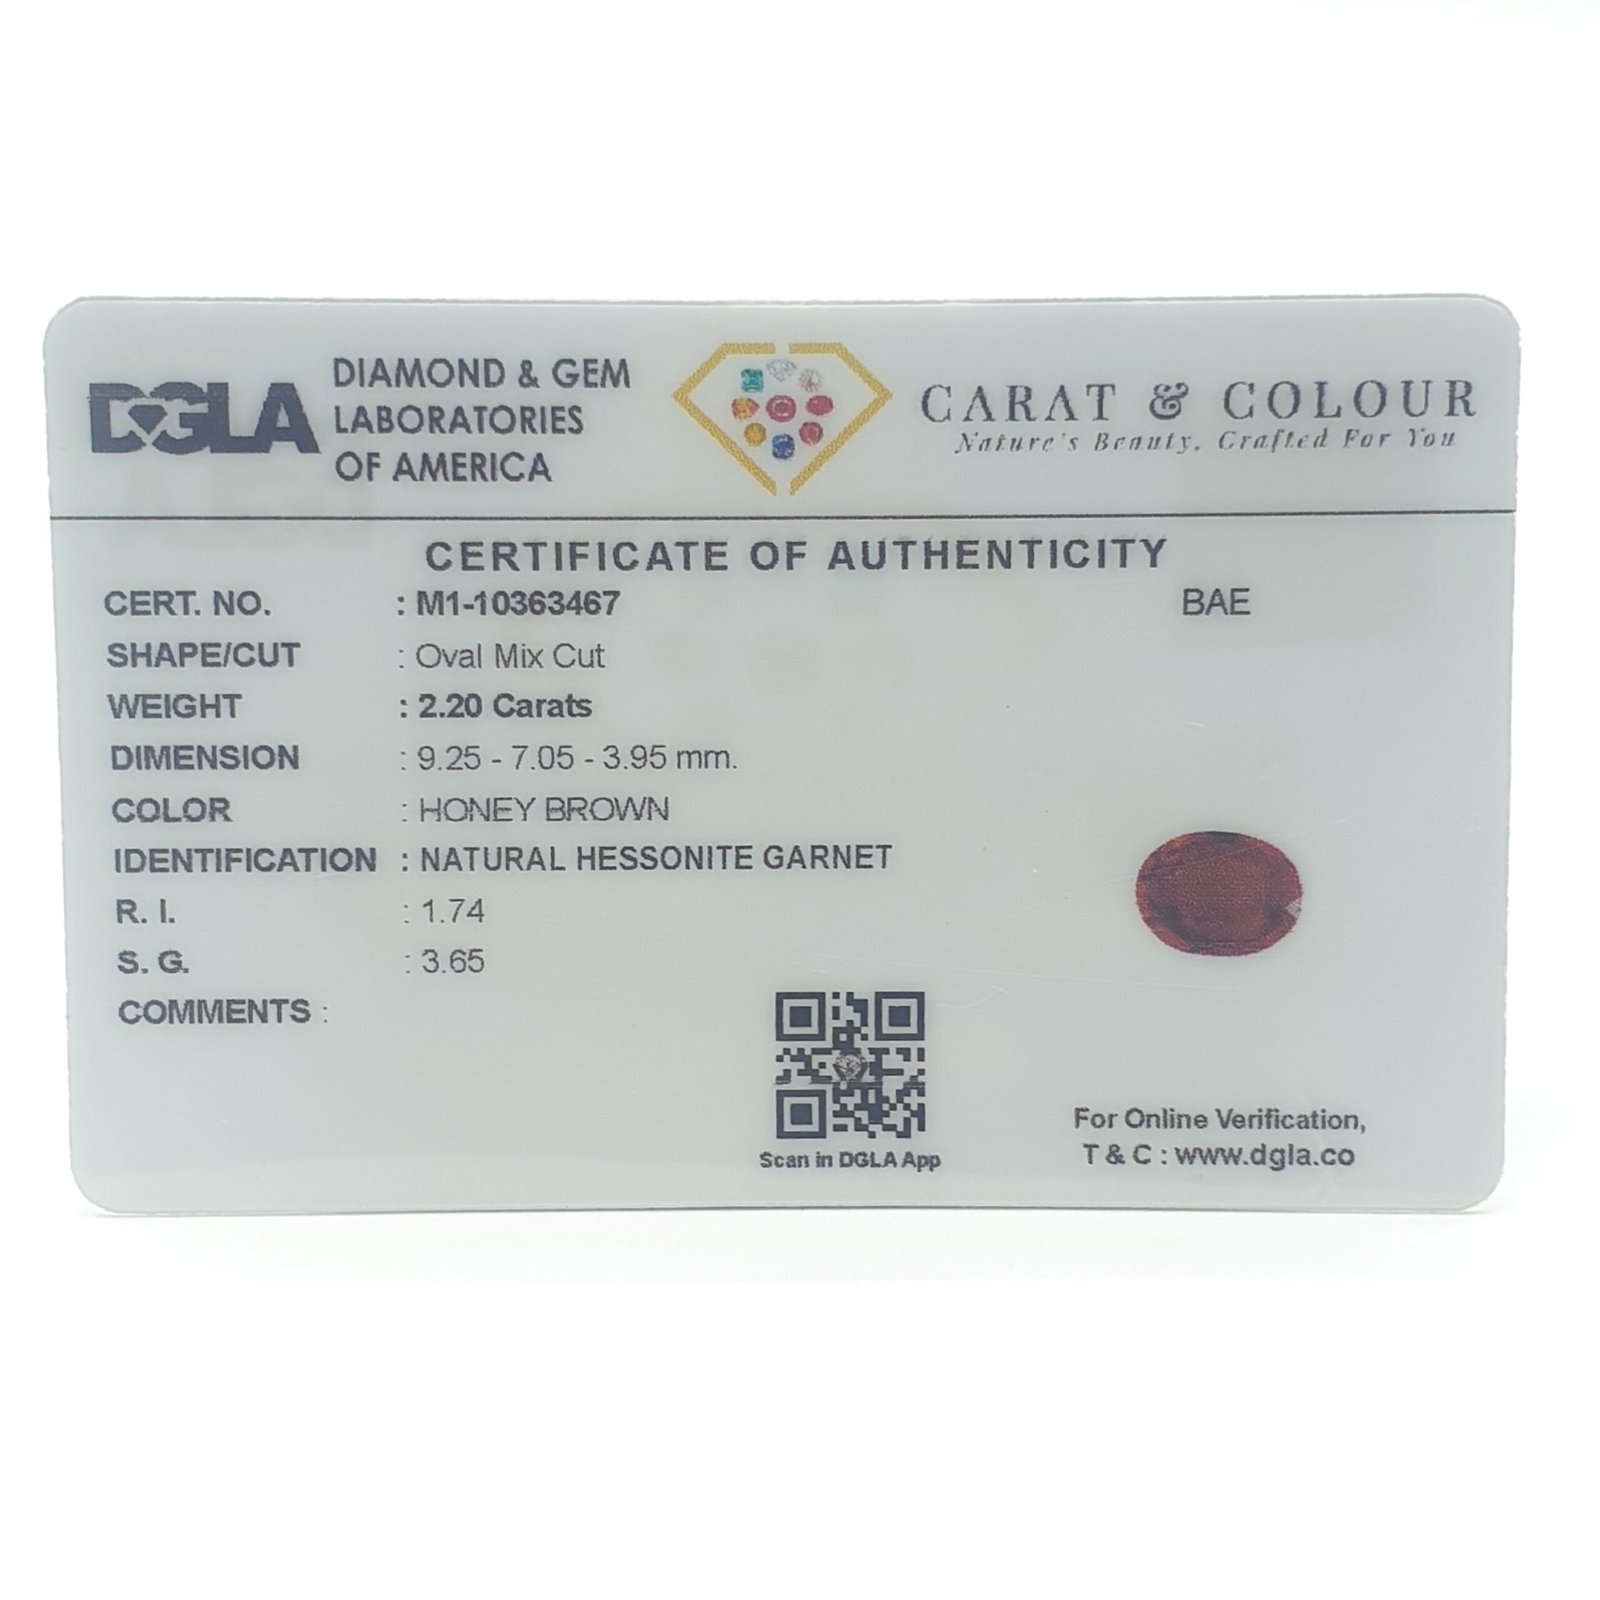 DGLA
DIAMOND & GEM
LABORATORIES
OF AMERICA
CARAT & COLOUR
Nature's Beauty, Crafted For You
CERTIFICATE OF AUTHENTICITY
CERT. NO. : M1-10363467
BAE
SHAPE/CUT : Oval Mix Cut
WEIGHT : 2.20 Carats
DIMENSION : 9.25 - 7.05 - 3.95 mm.
COLOR : HONEY BROWN
IDENTIFICATION : NATURAL HESSONITE GARNET
R. I. : 1.74
S. G. : 3.65
COMMENTS :
Scan in DGLA App
For Online Verification,
T & C : www.dgla.co